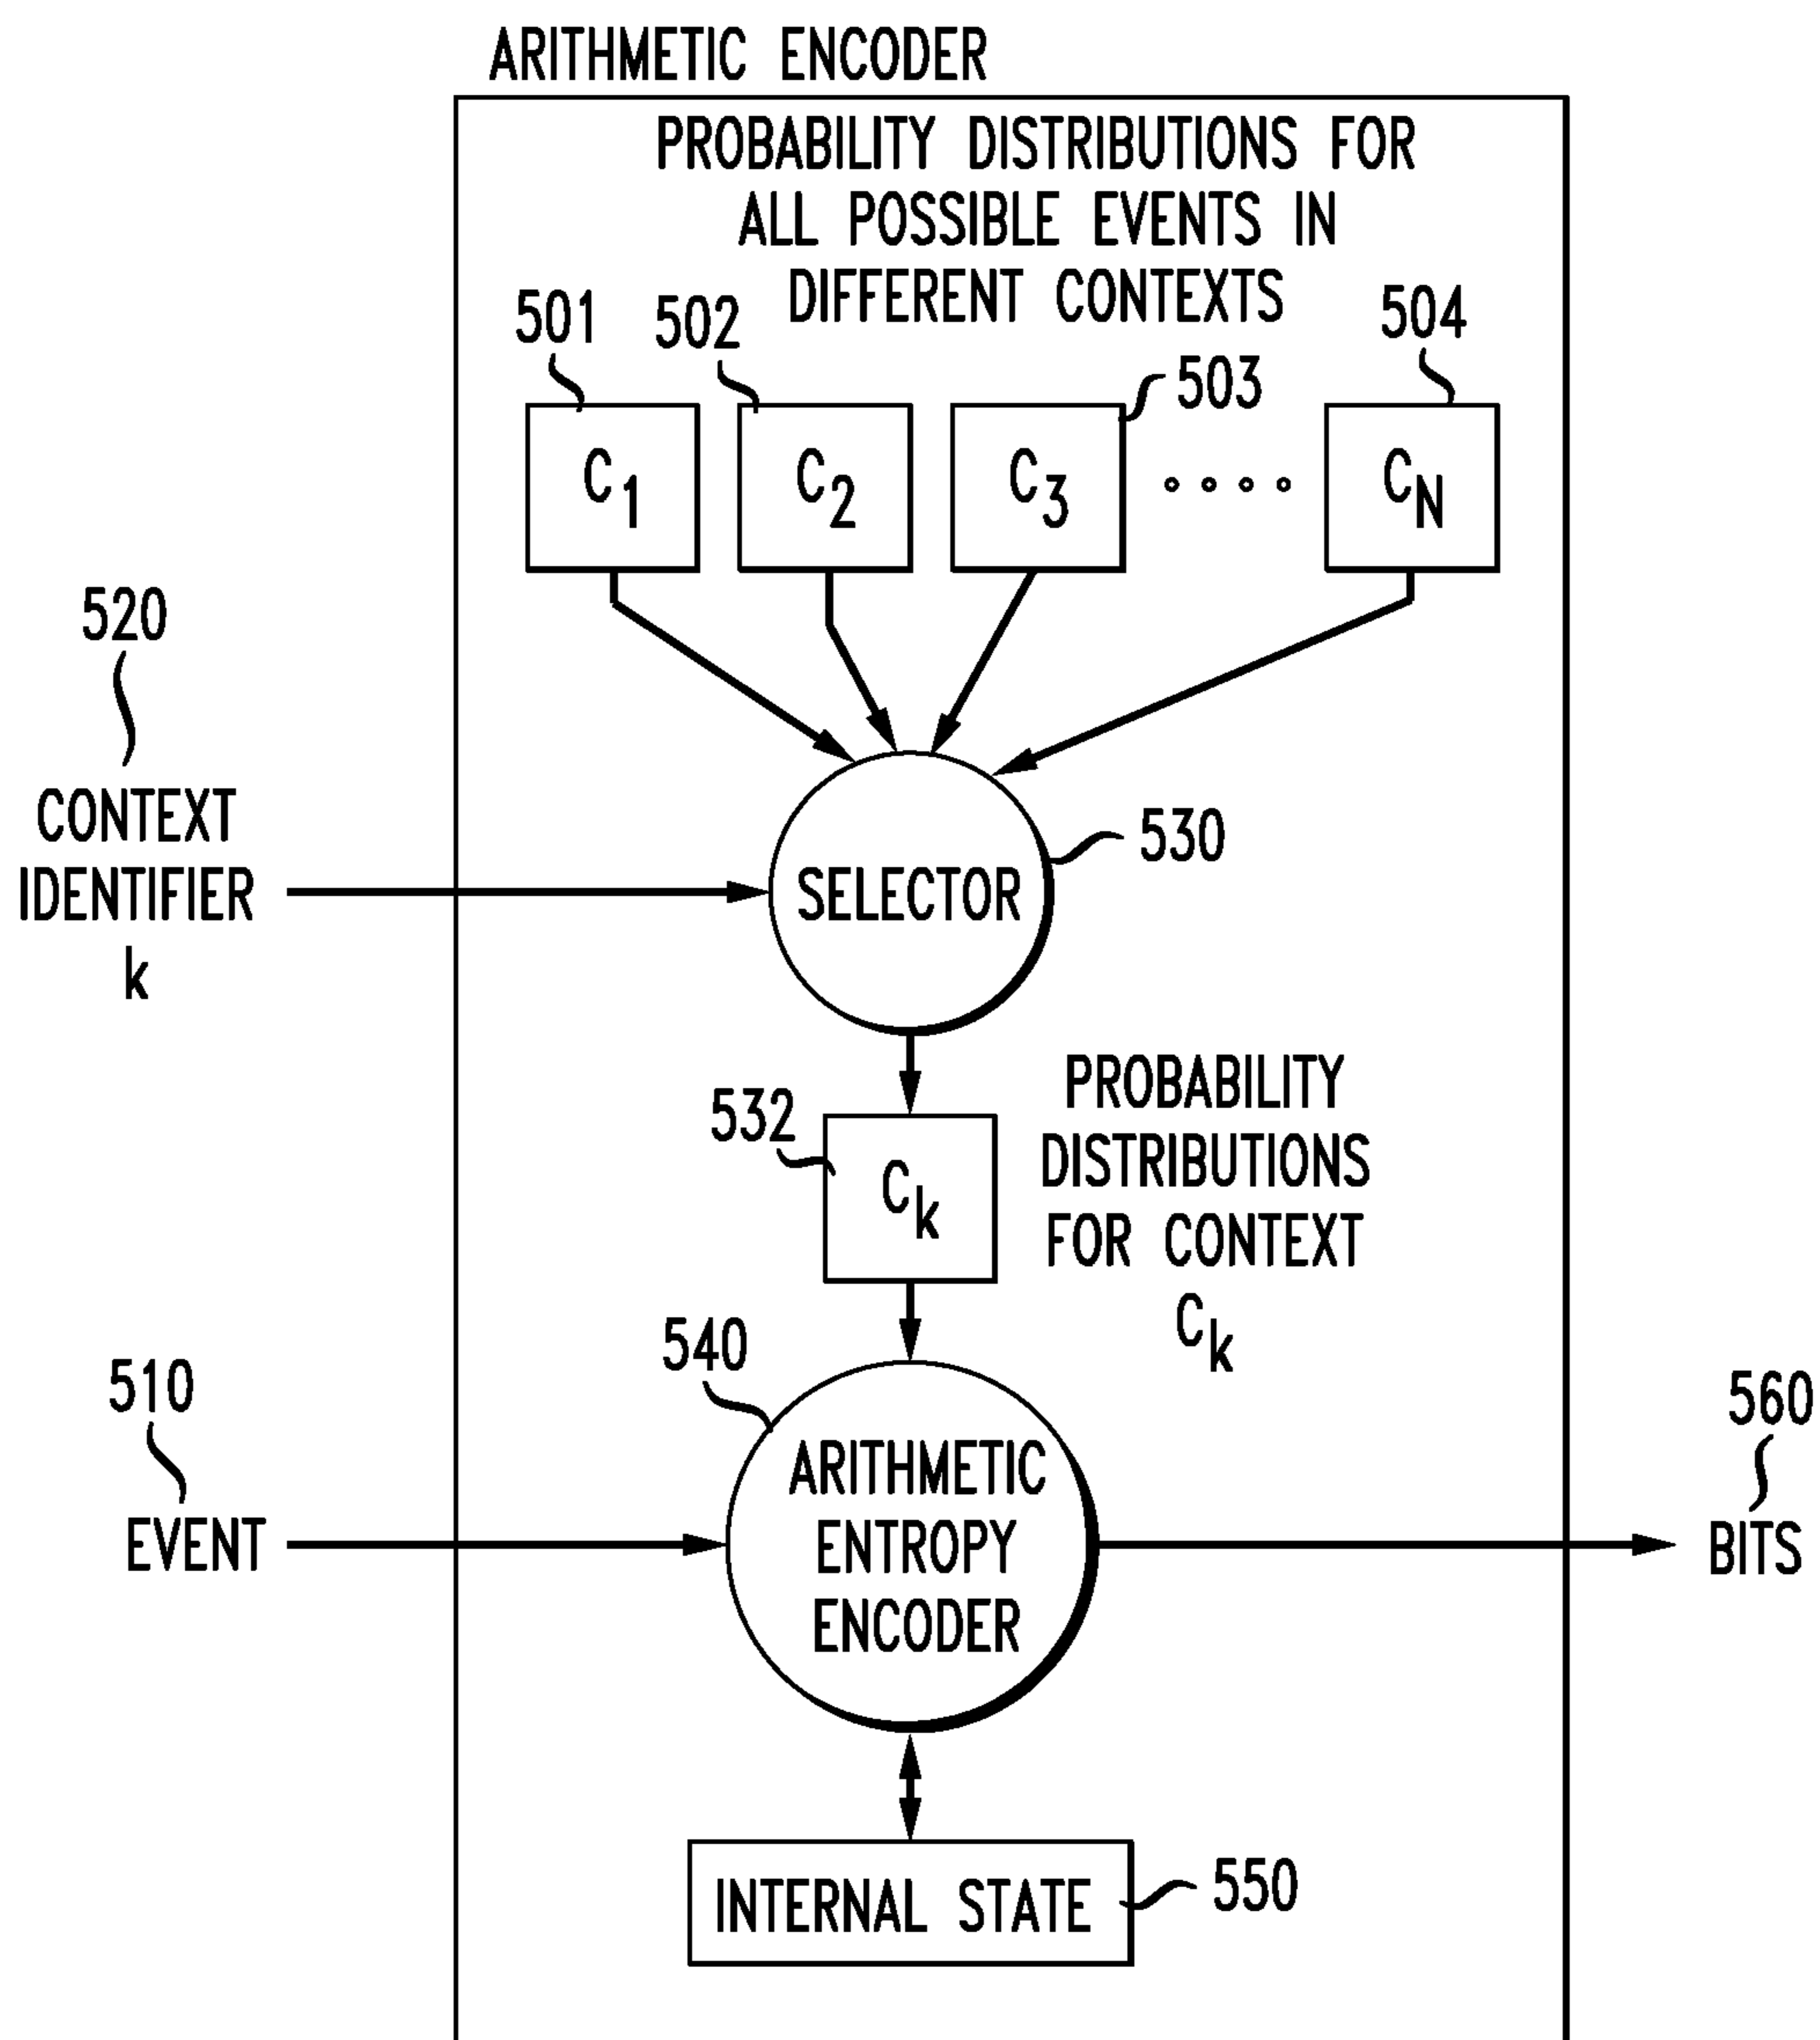 ARITHMETIC ENCODER
PROBABILITY DISTRIBUTIONS FOR
ALL POSSIBLE EVENTS IN
DIFFERENT CONTEXTS
501
502
503
504
C1
C2
C3
CN
520
CONTEXT
IDENTIFIER
k
530
SELECTOR
532
Ck
PROBABILITY
DISTRIBUTIONS
FOR CONTEXT
Ck
540
510
EVENT
ARITHMETIC
ENTROPY
ENCODER
560
BITS
INTERNAL STATE
550